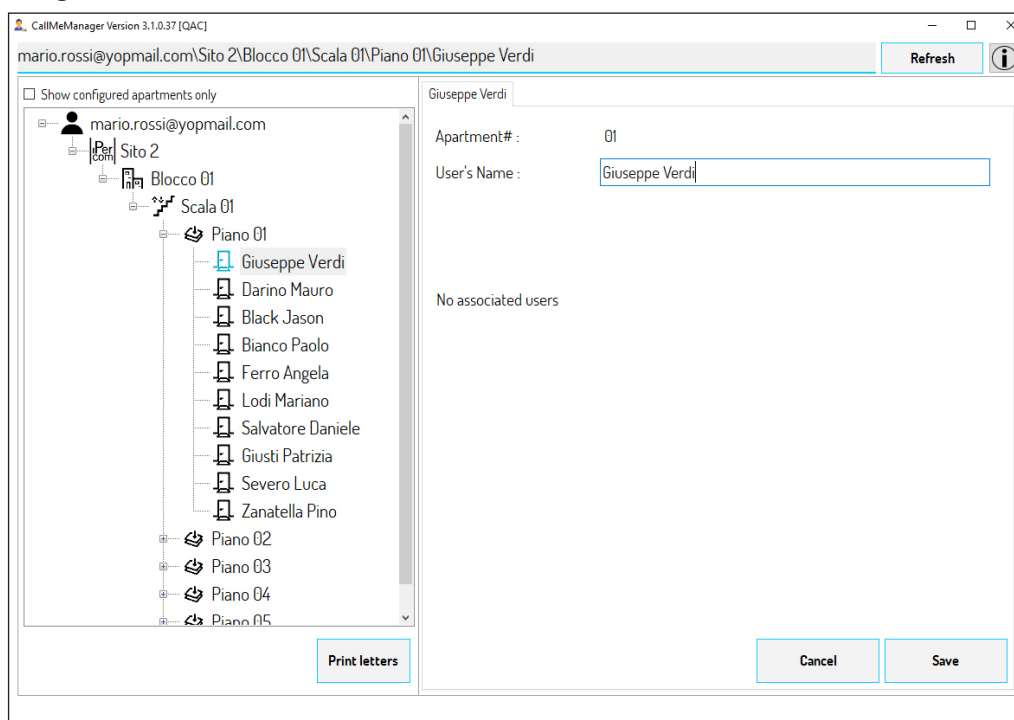 CallMeManager Version 3.1.0.37 [QAC]
mario.rossi@yopmail.com\Sito 2\Blocco 01\Scala 01\Piano 01\Giuseppe Verdi
Refresh
Show configured apartments only
mario.rossi@yopmail.com
iPer com Sito 2
Blocco 01
Scala 01
Piano 01
Giuseppe Verdi
Darino Mauro
Black Jason
Bianco Paolo
Ferro Angela
Lodi Mariano
Salvatore Daniele
Giusti Patrizia
Severo Luca
Zanatella Pino
Piano 02
Piano 03
Piano 04
Piano 05
Print letters
Giuseppe Verdi
Apartment# : 01
User's Name : Giuseppe Verdi
No associated users
Cancel
Save